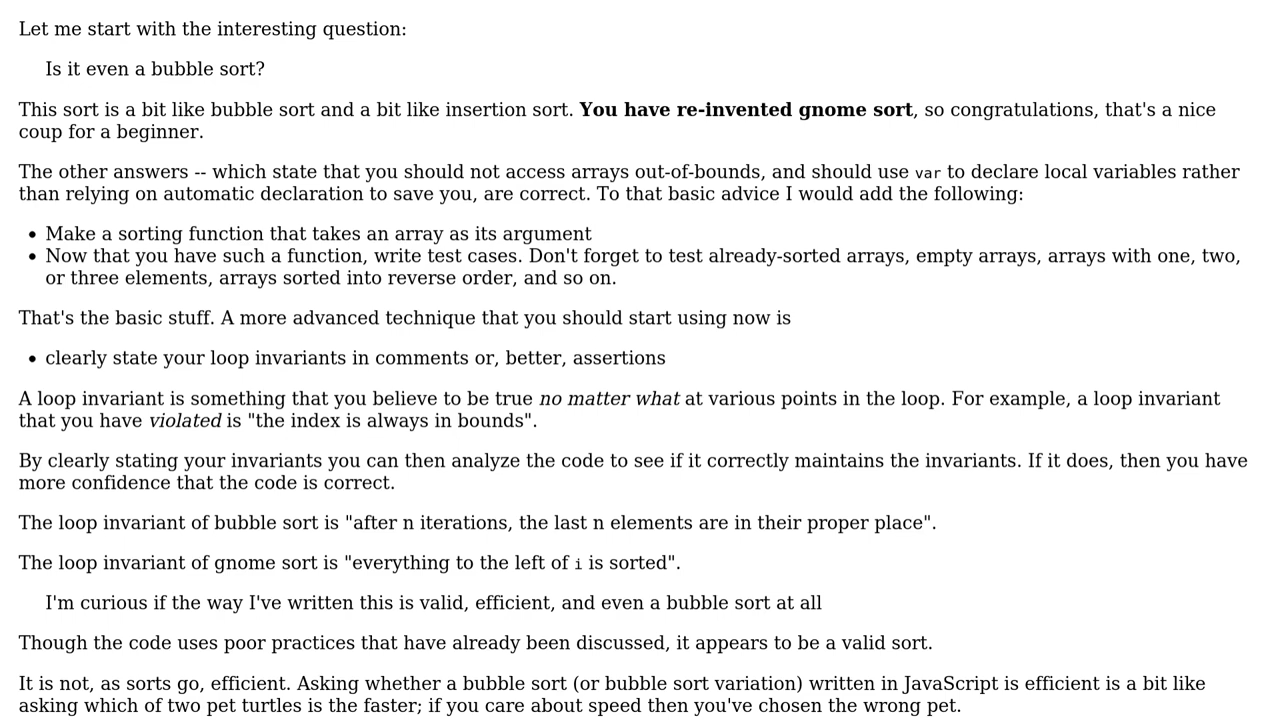 Let me start with the interesting question:
Is it even a bubble sort?
This sort is a bit like bubble sort and a bit like insertion sort. You have re-invented gnome sort, so congratulations, that's a nice
coup for a beginner.
The other answers -- which state that you should not access arrays out-of-bounds, and should use var to declare local variables rather
than relying on automatic declaration to save you, are correct. To that basic advice I would add the following:
• Make a sorting function that takes an array as its argument
• Now that you have such a function, write test cases. Don't forget to test already-sorted arrays, empty arrays, arrays with one, two,
or three elements, arrays sorted into reverse order, and so on.
That's the basic stuff. A more advanced technique that you should start using now is
• clearly state your loop invariants in comments or, better, assertions
A loop invariant is something that you believe to be true no matter what at various points in the loop. For example, a loop invariant
that you have violated is "the index is always in bounds".
By clearly stating your invariants you can then analyze the code to see if it correctly maintains the invariants. If it does, then you have
more confidence that the code is correct.
The loop invariant of bubble sort is "after n iterations, the last n elements are in their proper place".
The loop invariant of gnome sort is "everything to the left of i is sorted".
I'm curious if the way I've written this is valid, efficient, and even a bubble sort at all
Though the code uses poor practices that have already been discussed, it appears to be a valid sort.
It is not, as sorts go, efficient. Asking whether a bubble sort (or bubble sort variation) written in JavaScript is efficient is a bit like
asking which of two pet turtles is the faster; if you care about speed then you've chosen the wrong pet.